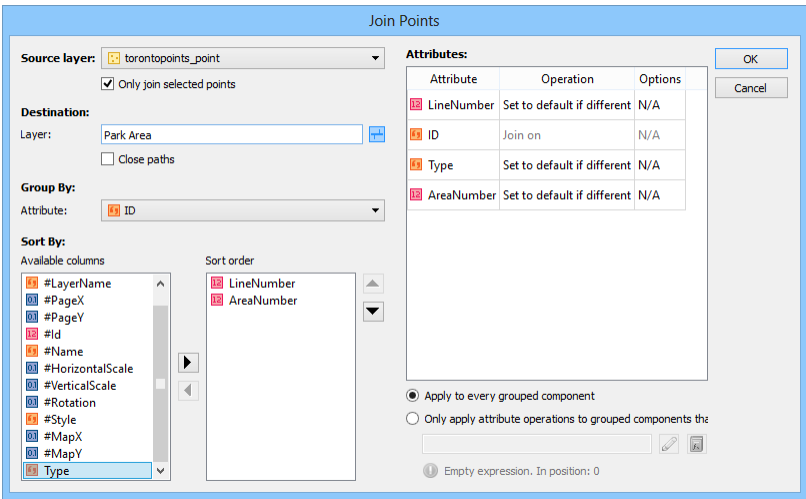 Join Points
Source layer: torontopoints_point
Only join selected points
Destination:
Layer: Park Area
Close paths
Group By:
Attribute: ID
Sort By:
Available columns
#LayerName
#PageX
#PageY
#Id
#Name
#HorizontalScale
#VerticalScale
#Rotation
#Style
#MapX
#MapY
Type
Sort order
LineNumber
AreaNumber
Attributes:
Attribute Operation Options
LineNumber Set to default if different N/A
ID Join on N/A
Type Set to default if different N/A
AreaNumber Set to default if different N/A
Apply to every grouped component
Only apply attribute operations to grouped components tha
Empty expression. In position: 0
OK
Cancel